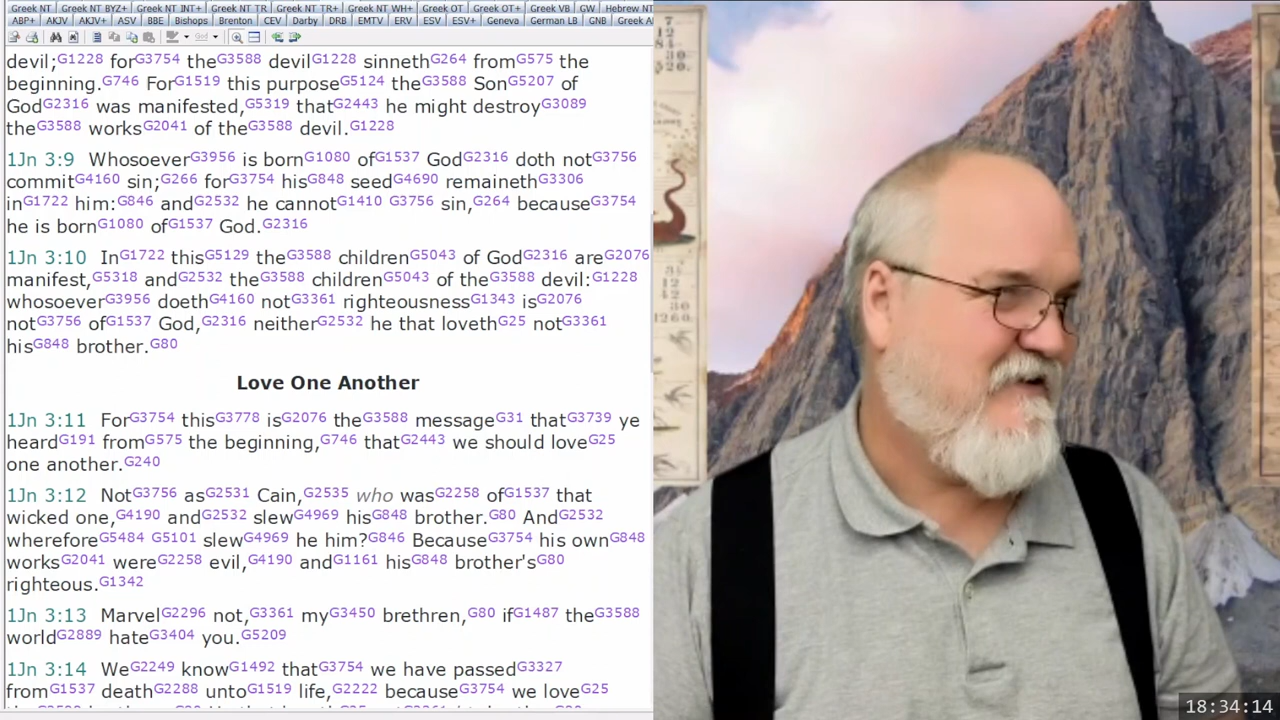 Greek NT Greek NT BYZ+ Greek NT INT+ Greek NT TR Greek NT TR+ Greek NT WH+ Greek OT Greek OT+ Greek VB GW Hebrew NT
ABP+ AKJV AKJV+ ASV BBE Bishops Brenton CEV Darby DRB EMTV ERV ESV ESV+ Geneva German LB GNB Greek
devil;G1228 forG3754 theG3588 devilG1228 sinnethG264 fromG575 the
beginning.G746 ForG1519 this purposeG5124 theG3588 SonG5207 of
GodG2316 was manifested,G5319 thatG2443 he might destroyG3089
theG3588 worksG2041 of theG3588 devil.G1228
1Jn 3:9 WhosoeverG3956 is bornG1080 ofG1537 GodG2316 doth notG3756
commitG4160 sin;G266 forG3754 hisG848 seedG4690 remainethG3306
inG1722 him:G846 andG2532 he cannotG1410 G3756 sin,G264 becauseG3754
he is bornG1080 ofG1537 God.G2316
1Jn 3:10 InG1722 thisG5129 theG3588 childrenG5043 of GodG2316 areG2076
manifest,G5318 andG2532 theG3588 childrenG5043 of theG3588 devil:G1228
whosoeverG3956 doethG4160 notG3361 righteousnessG1343 isG2076
notG3756 ofG1537 God,G2316 neitherG2532 he that lovethG25 notG3361
hisG848 brother.G80
Love One Another
1Jn 3:11 ForG3754 thisG3778 isG2076 theG3588 messageG31 thatG3739 ye
heardG191 fromG575 the beginning,G746 thatG2443 we should loveG25
one another.G240
1Jn 3:12 NotG3756 asG2531 Cain,G2535 who wasG2258 ofG1537 that
wicked one,G4190 andG2532 slewG4969 hisG848 brother.G80 AndG2532
whereforeG5484 G5101 slewG4969 he him?G846 BecauseG3754 his ownG848
worksG2041 wereG2258 evil,G4190 andG1161 hisG848 brother'sG80
righteous.G1342
1Jn 3:13 MarvelG2296 not,G3361 myG3450 brethren,G80 ifG1487 theG3588
worldG2889 hateG3404 you.G5209
1Jn 3:14 WeG2249 knowG1492 thatG3754 we have passedG3327
fromG1537 deathG2288 untoG1519 life,G2222 becauseG3754 we loveG25
18:34:14